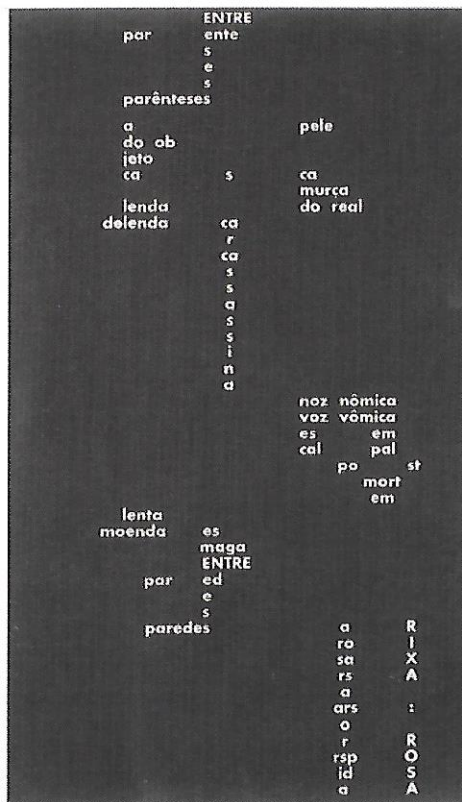 ENTRE
par ente
s
e
s
parênteses
a pele
do ob
jeto
ca s ca
murça
lenda do real
delenda ca
r
ca
s
s
a
s
s
i
n
a
noz nômica
voz vômica
es em
cal pal
po st
mort
em
lenta
moenda es
maga
ENTRE
par ed
e
s
paredes
a R
ro I
sa X
rs A
a
ars :
o
r R
rsp O
id S
a A